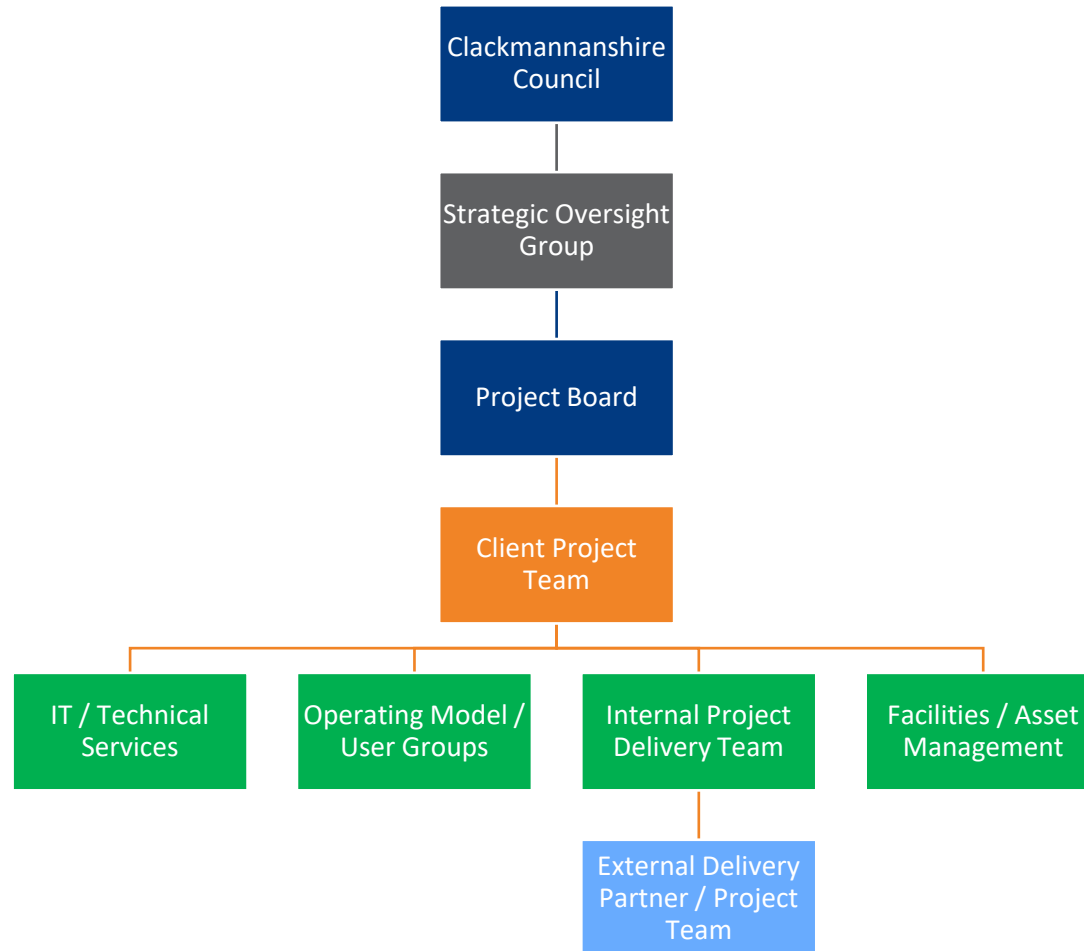 Clackmannanshire
Council
Strategic Oversight
Group
Project Board
Client Project
Team
IT / Technical
Services
Operating Model /
User Groups
Internal Project
Delivery Team
Facilities / Asset
Management
External Delivery
Partner / Project
Team